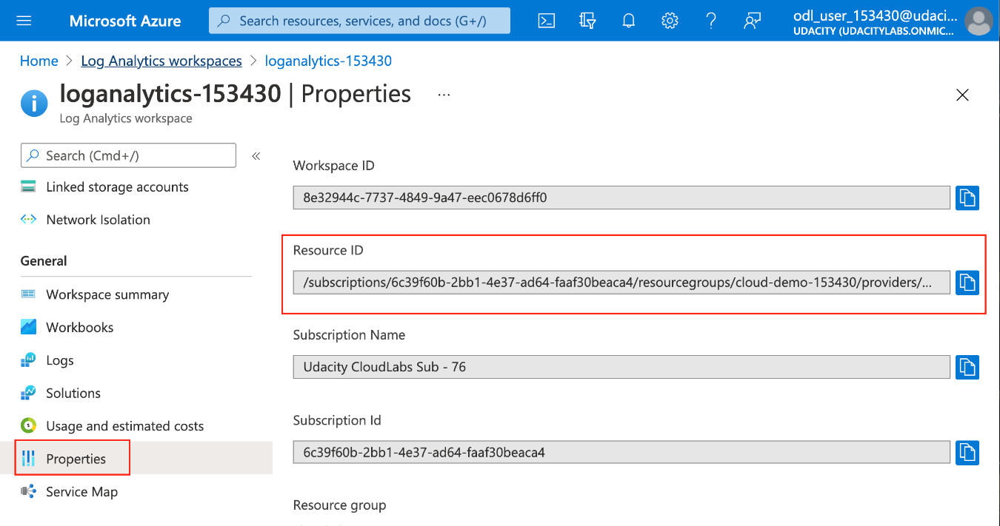 Microsoft Azure
Search resources, services, and docs (G+/)
odl_user_153430@udaci...
UDACITY (UDACITYLABS.ONMIC...
Home > Log Analytics workspaces > loganalytics-153430
loganalytics-153430 | Properties ...
Log Analytics workspace
Search (Cmd+/)
«
Linked storage accounts
Network Isolation
General
Workspace summary
Workbooks
Logs
Solutions
Usage and estimated costs
Properties
Service Map
Workspace ID
8e32944c-7737-4849-9a47-eec0678d6ff0
Resource ID
/subscriptions/6c39f60b-2bb1-4e37-ad64-faaf30beaca4/resourcegroups/cloud-demo-153430/providers/...
Subscription Name
Udacity CloudLabs Sub - 76
Subscription Id
6c39f60b-2bb1-4e37-ad64-faaf30beaca4
Resource group